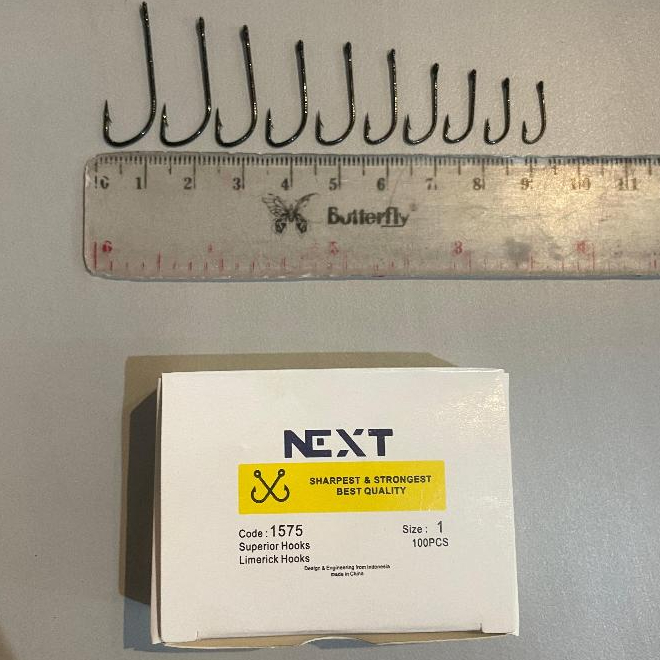 0 1 2 3 4 5 6 7 8 9 10 11
Butterfly
6 5 3
NEXT
SHARPEST & STRONGEST
BEST QUALITY
Code : 1575
Size : 1
Superior Hooks
100PCS
Limerick Hooks
Design & Engineering from Indonesia
Made in China